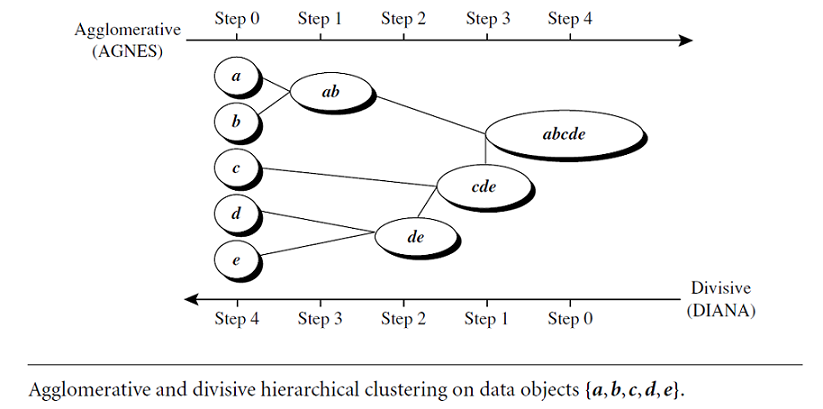 Agglomerative
(AGNES)
Step 0 Step 1 Step 2 Step 3 Step 4
a
ab
b
abcde
c
cde
d
de
e
Divisive
(DIANA)
Step 4 Step 3 Step 2 Step 1 Step 0
Agglomerative and divisive hierarchical clustering on data objects {a, b, c, d, e}.